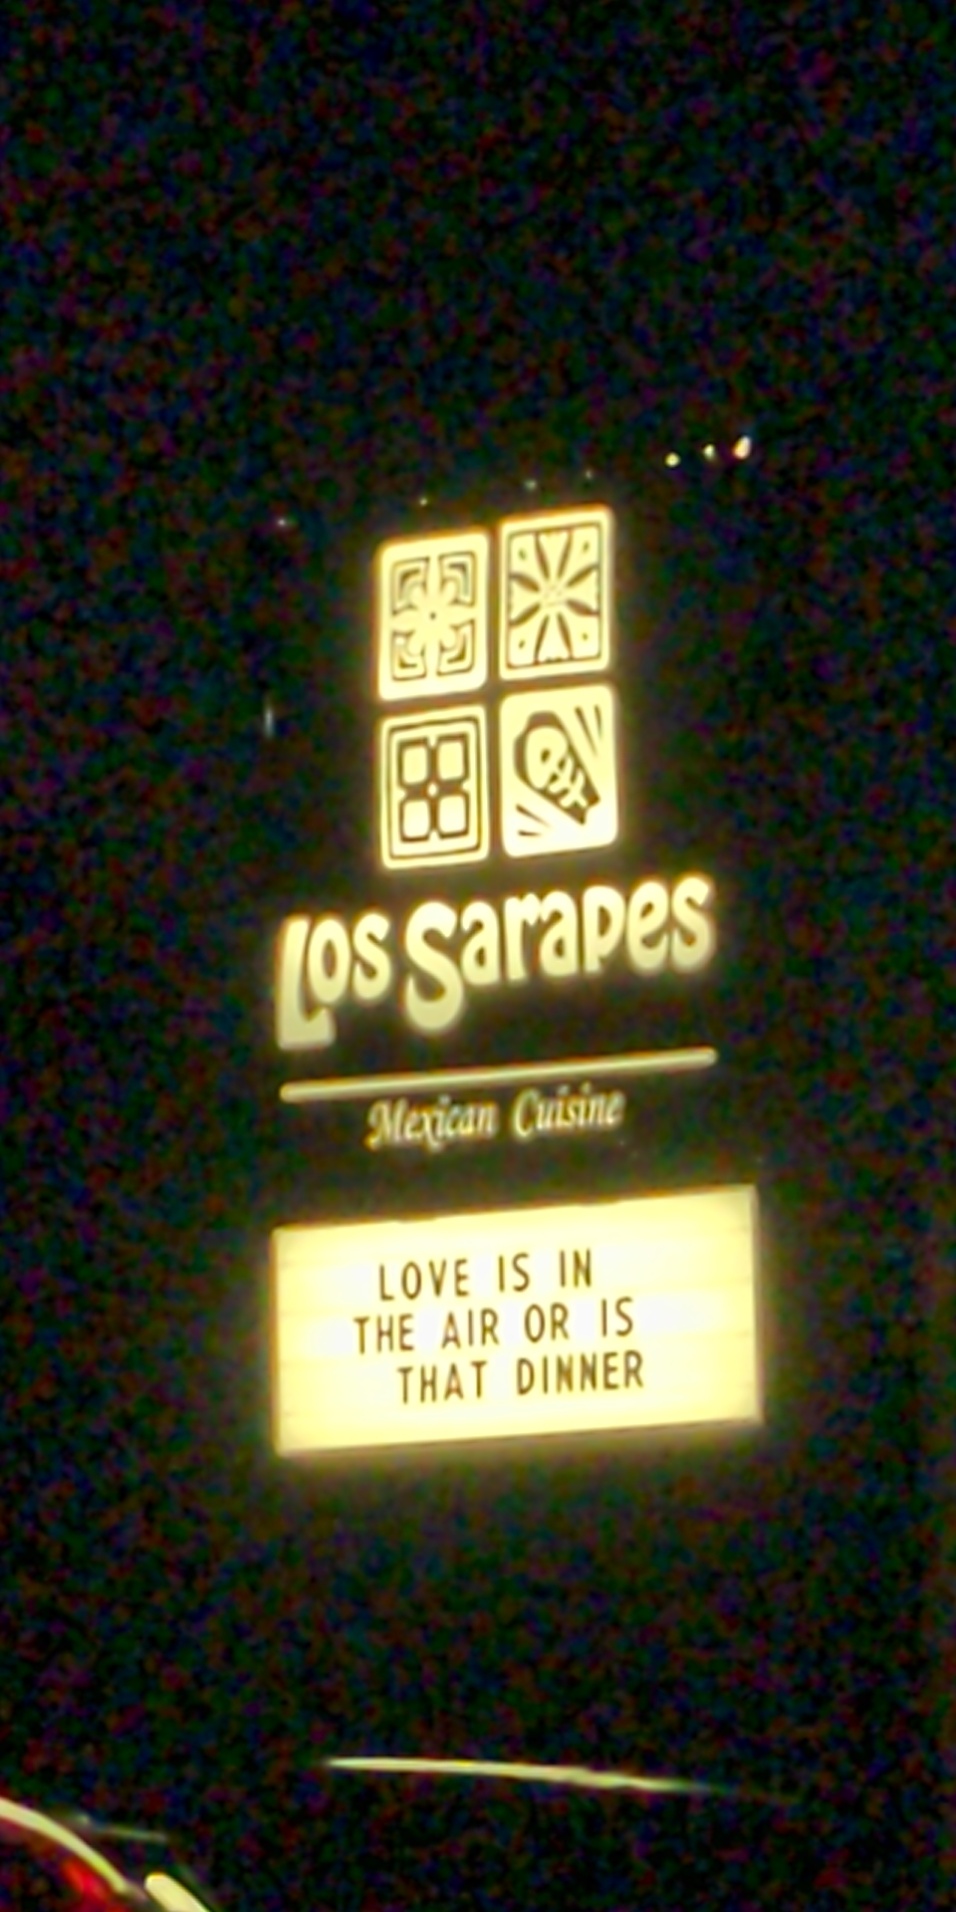 Los Sarapes
Mexican Cuisine
LOVE IS IN
THE AIR OR IS
THAT DINNER